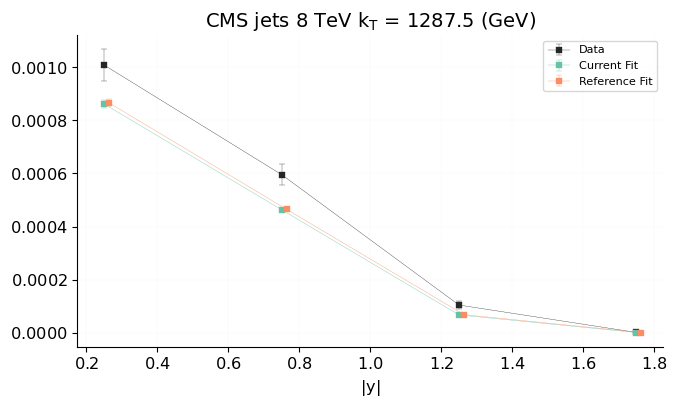 CMS jets 8 TeV k_T = 1287.5 (GeV)
Data
Current Fit
Reference Fit
0.0010
0.0008
0.0006
0.0004
0.0002
0.0000
0.2 0.4 0.6 0.8 1.0 1.2 1.4 1.6 1.8
|y|